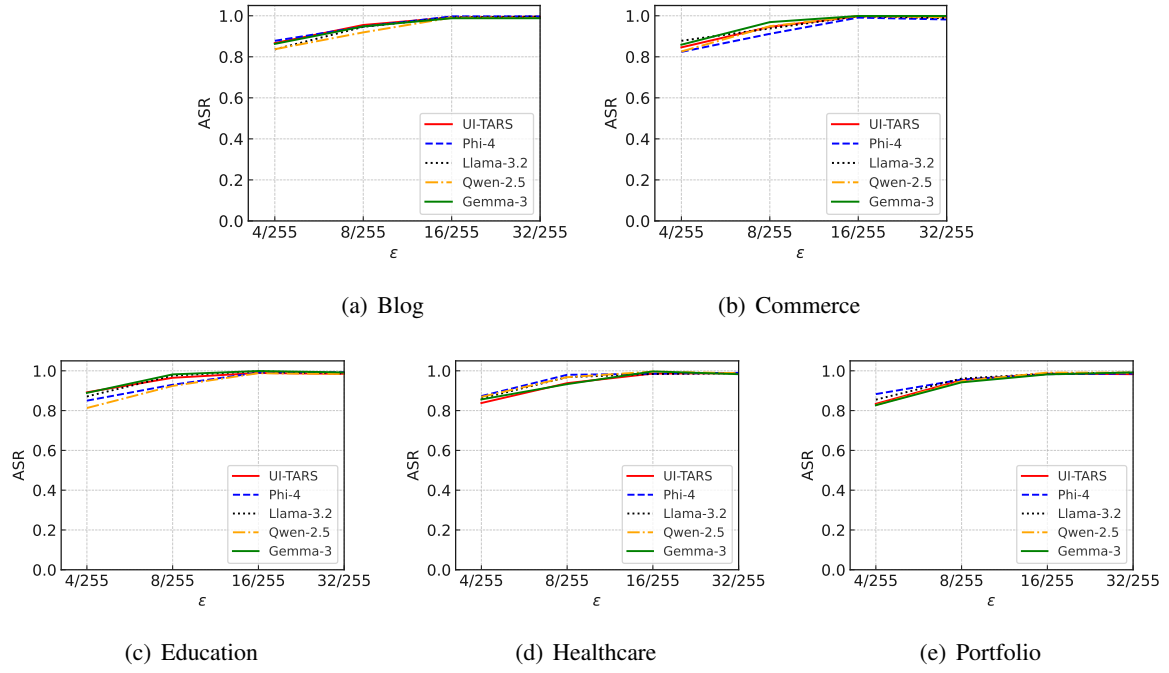 1.0
0.8
0.6
0.4
0.2
0.0
ASR
UI-TARS
Phi-4
Llama-3.2
Qwen-2.5
Gemma-3
4/255 8/255 16/255 32/255
ε
(a) Blog
1.0
0.8
0.6
0.4
0.2
0.0
ASR
UI-TARS
Phi-4
Llama-3.2
Qwen-2.5
Gemma-3
4/255 8/255 16/255 32/255
ε
(b) Commerce
1.0
0.8
0.6
0.4
0.2
0.0
ASR
UI-TARS
Phi-4
Llama-3.2
Qwen-2.5
Gemma-3
4/255 8/255 16/255 32/255
ε
(c) Education
1.0
0.8
0.6
0.4
0.2
0.0
ASR
UI-TARS
Phi-4
Llama-3.2
Qwen-2.5
Gemma-3
4/255 8/255 16/255 32/255
ε
(d) Healthcare
1.0
0.8
0.6
0.4
0.2
0.0
ASR
UI-TARS
Phi-4
Llama-3.2
Qwen-2.5
Gemma-3
4/255 8/255 16/255 32/255
ε
(e) Portfolio